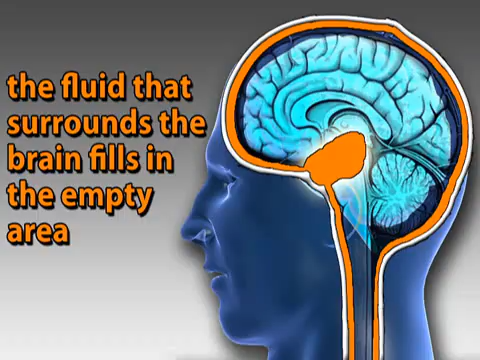 the fluid that
surrounds the
brain fills in
the empty
area